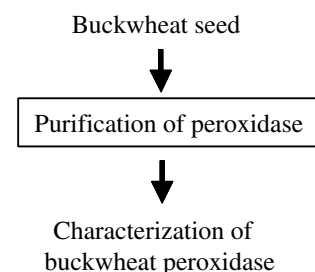 Buckwheat seed
Purification of peroxidase
Characterization of
buckwheat peroxidase